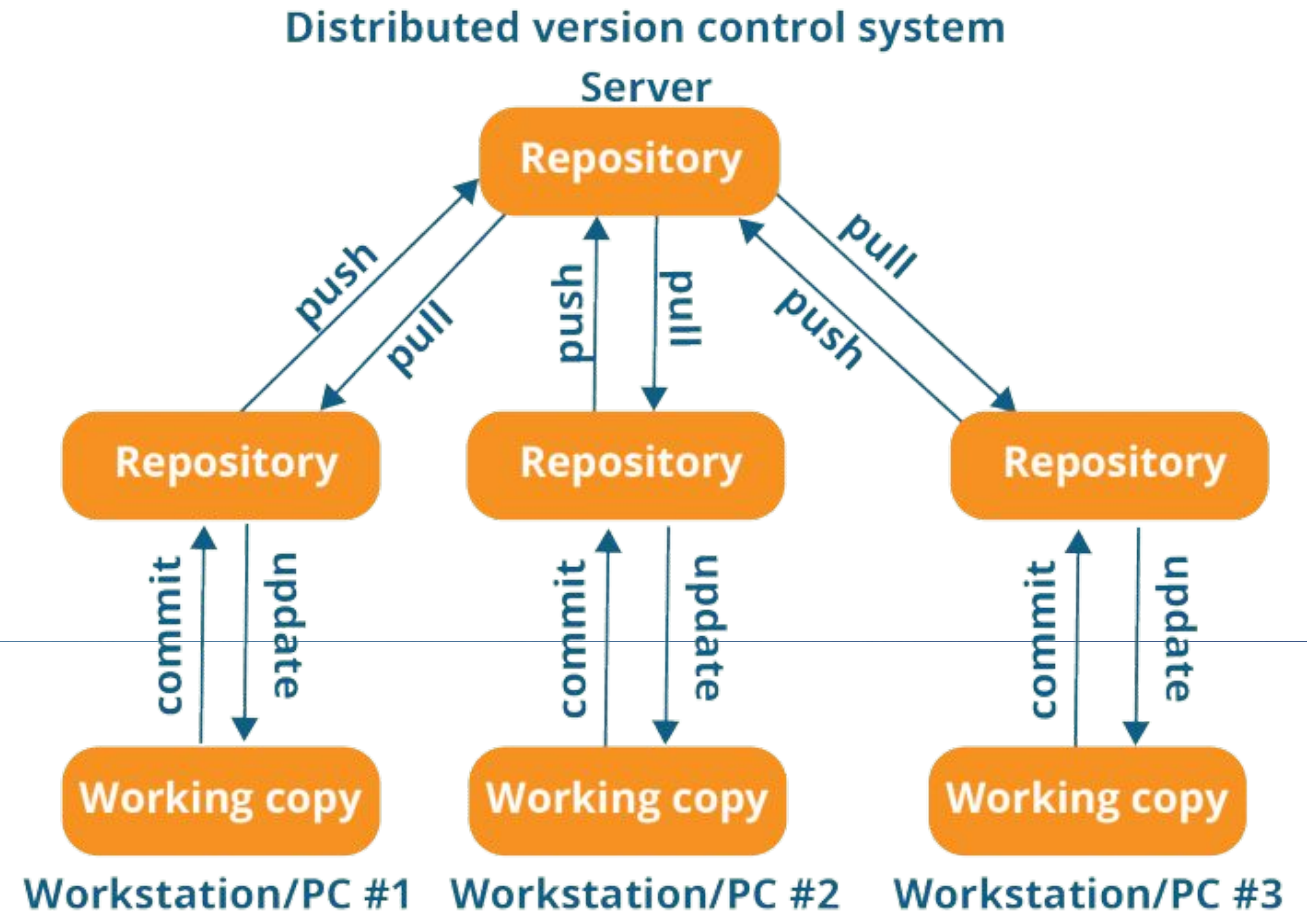 Distributed version control system
Server
Repository
push
pull
push
pull
push
pull
Repository
Repository
Repository
commit
update
commit
update
commit
update
Working copy
Working copy
Working copy
Workstation/PC #1
Workstation/PC #2
Workstation/PC #3